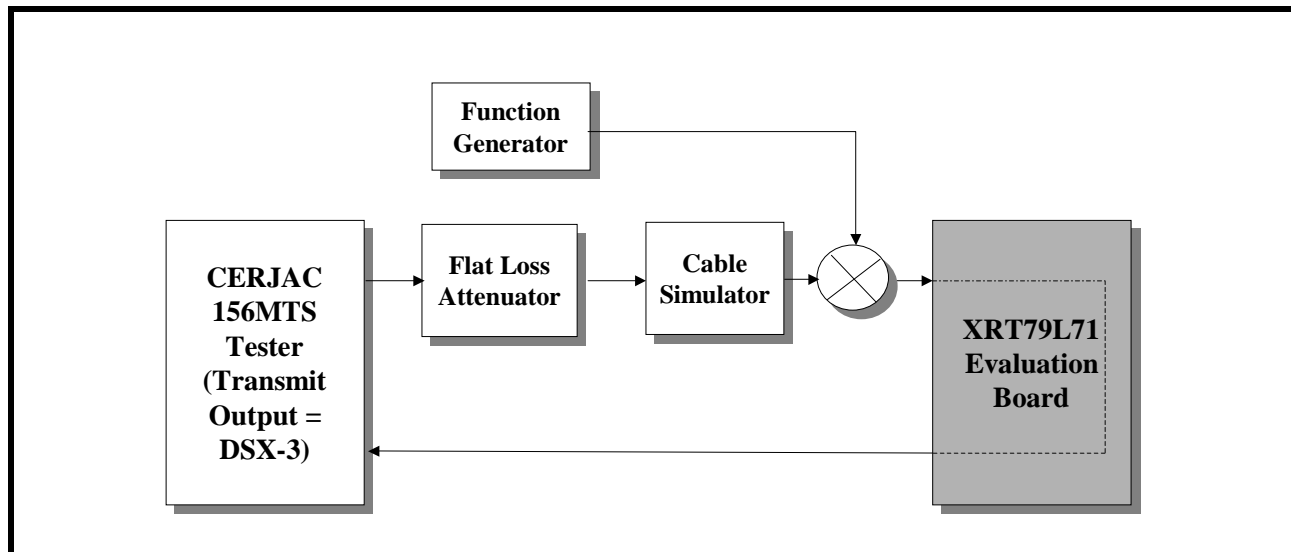 Function
Generator
CERJAC
156MTS
Tester
(Transmit
Output =
DSX-3)
Flat Loss
Attenuator
Cable
Simulator
XRT79L71
Evaluation
Board